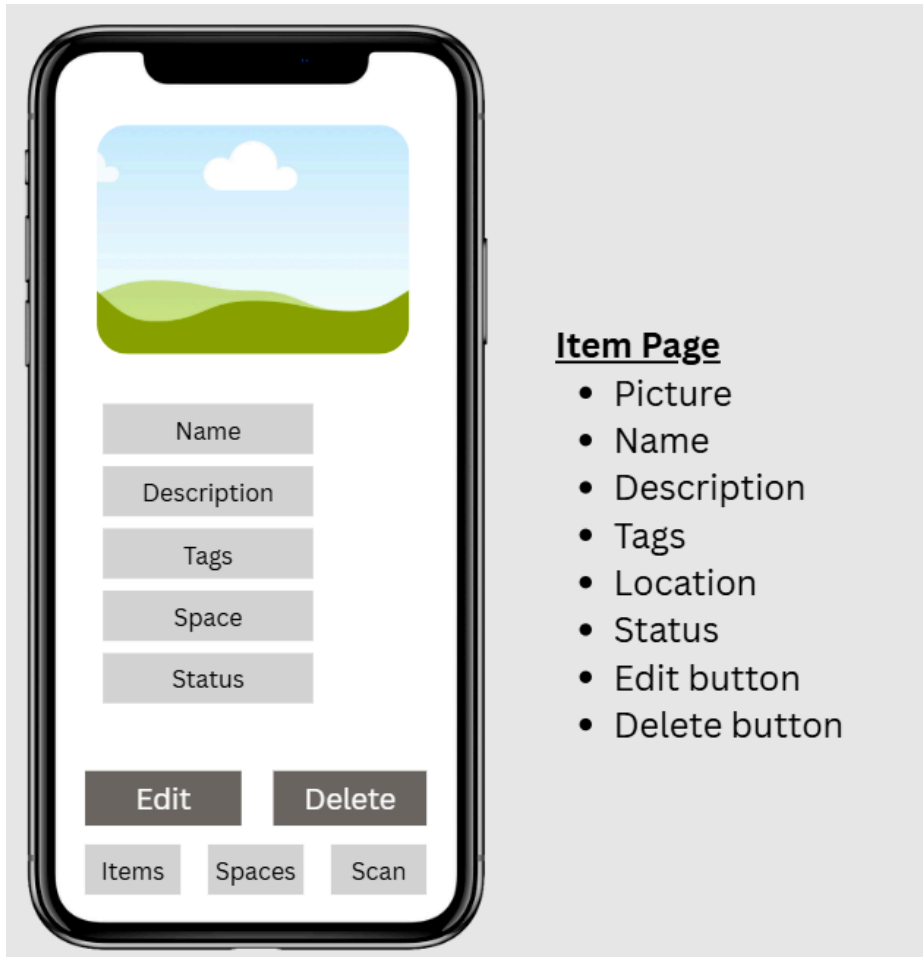 Name
Description
Tags
Space
Status
Edit Delete
Items Spaces Scan
Item Page
• Picture
• Name
• Description
• Tags
• Location
• Status
• Edit button
• Delete button